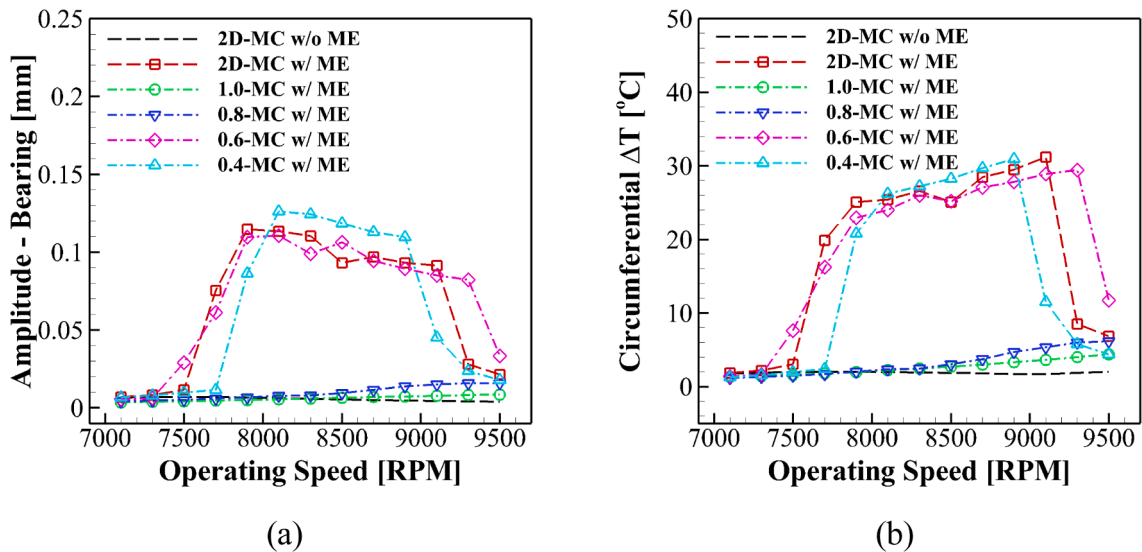 0.25
0.2
0.15
0.1
0.05
0
Amplitude - Bearing [mm]
2D-MC w/o ME
2D-MC w/ ME
1.0-MC w/ ME
0.8-MC w/ ME
0.6-MC w/ ME
0.4-MC w/ ME
7000 7500 8000 8500 9000 9500
Operating Speed [RPM]
(a)
50
40
30
20
10
0
Circumferential ΔT [°C]
2D-MC w/o ME
2D-MC w/ ME
1.0-MC w/ ME
0.8-MC w/ ME
0.6-MC w/ ME
0.4-MC w/ ME
7000 7500 8000 8500 9000 9500
Operating Speed [RPM]
(b)